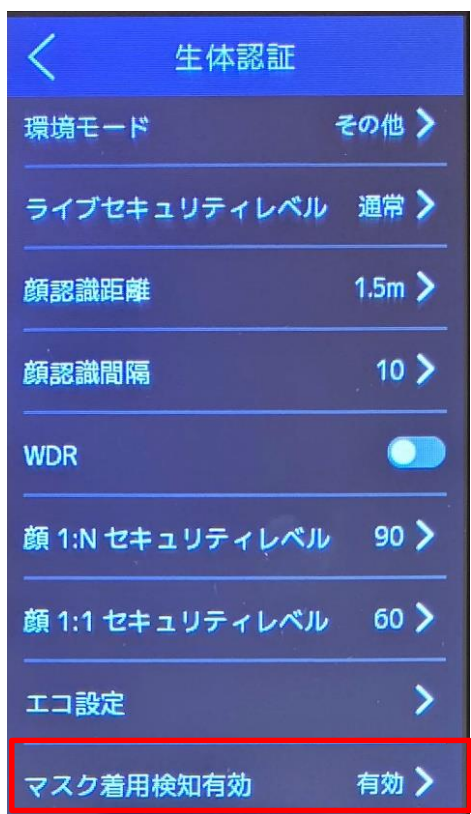 生体認証
環境モード その他
ライブセキュリティレベル 通常
顔認識距離 1.5m
顔認識間隔 10
WDR
顔 1:N セキュリティレベル 90
顔 1:1 セキュリティレベル 60
エコ設定
マスク着用検知有効 有効